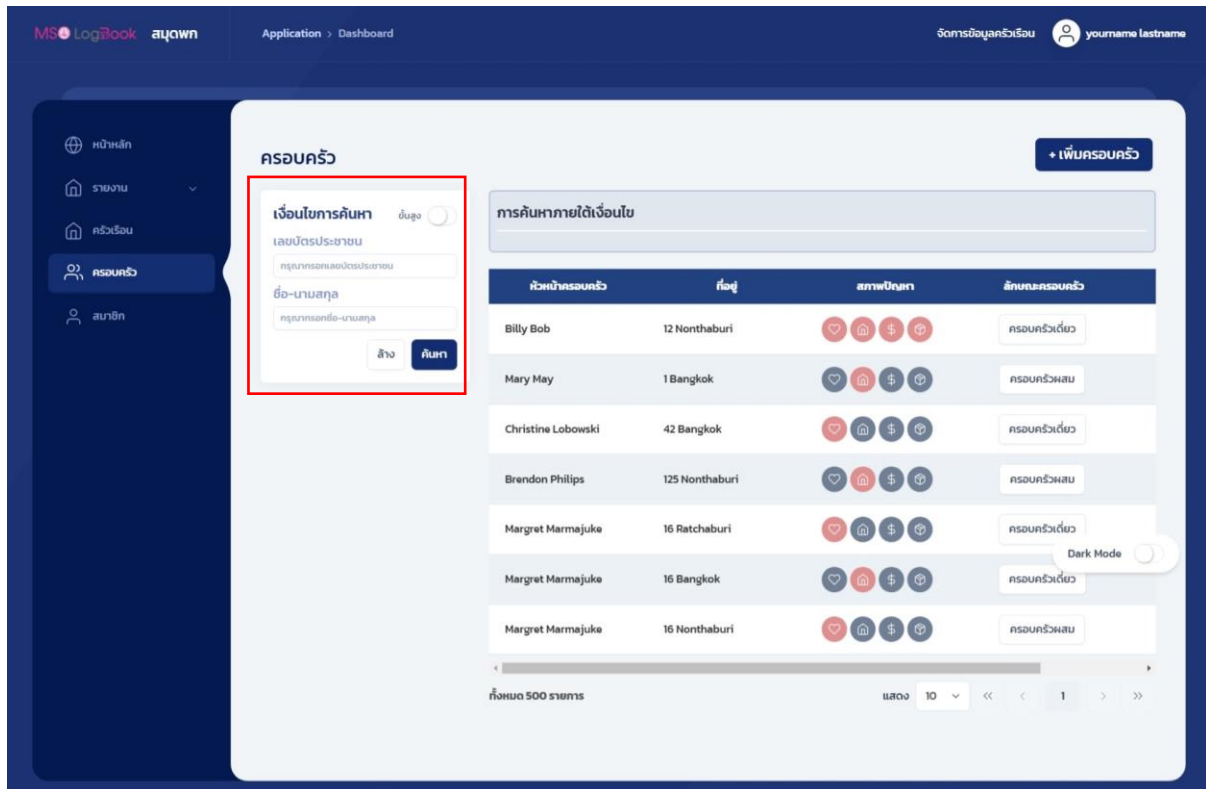 MSO LogBook สมุดพก
Application > Dashboard
จัดการข้อมูลครัวเรือน
yourname lastname
หน้าหลัก
รายงาน
ครัวเรือน
ครอบครัว
สมาชิก
ครอบครัว
+ เพิ่มครอบครัว
เงื่อนไขการค้นหา ขั้นสูง
เลขบัตรประชาชน
กรุณากรอกเลขบัตรประชาชน
ชื่อ-นามสกุล
กรุณากรอกชื่อ-นามสกุล
ล้าง ค้นหา
การค้นหาภายใต้เงื่อนไข
หัวหน้าครอบครัว ที่อยู่ สภาพปัญหา ลักษณะครอบครัว
Billy Bob 12 Nonthaburi ครอบครัวเดี่ยว
Mary May 1 Bangkok ครอบครัวผสม
Christine Lobowski 42 Bangkok ครอบครัวเดี่ยว
Brendon Philips 125 Nonthaburi ครอบครัวผสม
Margret Marmajuke 16 Ratchaburi ครอบครัวเดี่ยว
Dark Mode
Margret Marmajuke 16 Bangkok ครอบครัวเดี่ยว
Margret Marmajuke 16 Nonthaburi ครอบครัวผสม
ทั้งหมด 500 รายการ
แสดง 10 << < 1 > >>